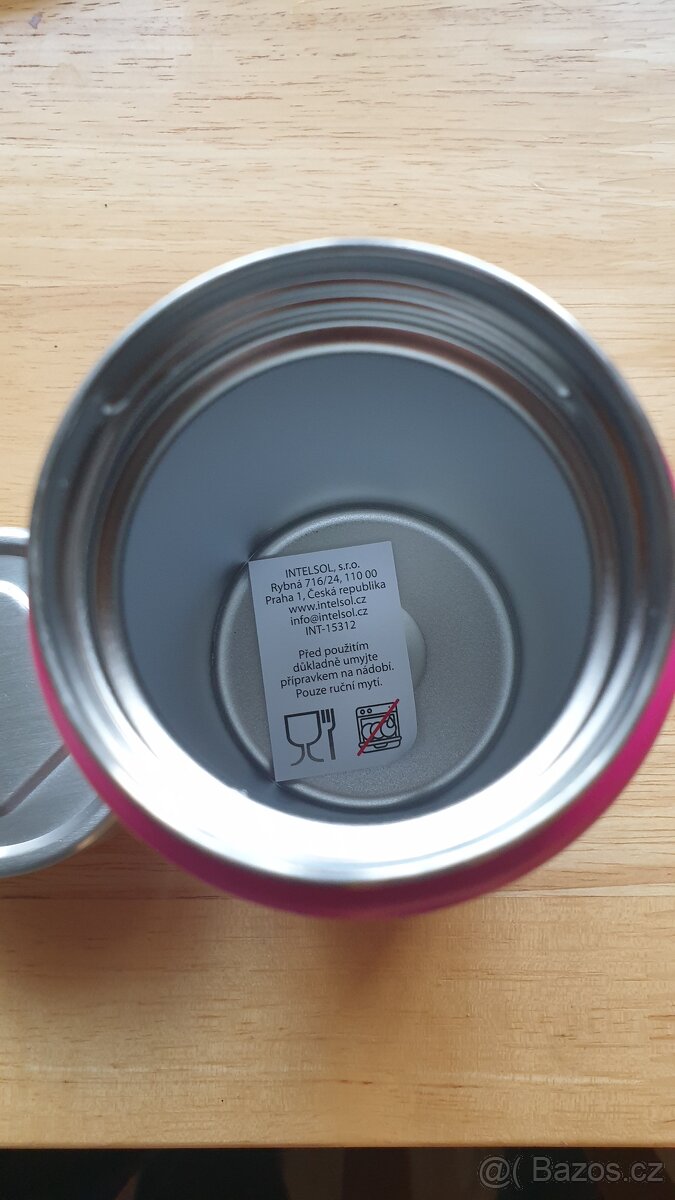 INTELSOL, s.r.o.
Rybná 716/24, 110 00
Praha 1, Česká republika
www.intelsol.cz
info@intelsol.cz
INT-15312
Před použitím
důkladně umyjte
přípravkem na nádobí.
Pouze ruční mytí.
@( Bazos.cz